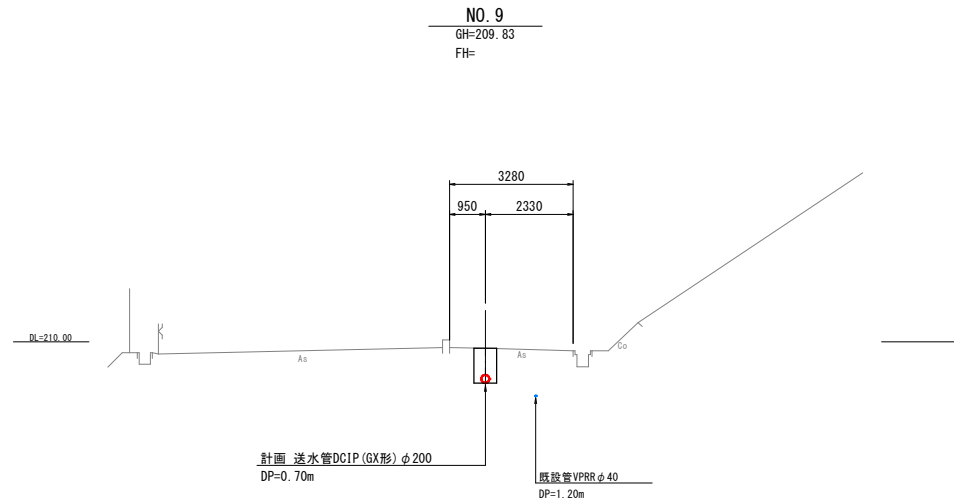 NO.9
GH=209.83
FH=
3280
950
2330
DL=210.00
As
As
Co
計画 送水管DCIP(GX形)φ200
DP=0.70m
既設管VPRRφ40
DP=1.20m